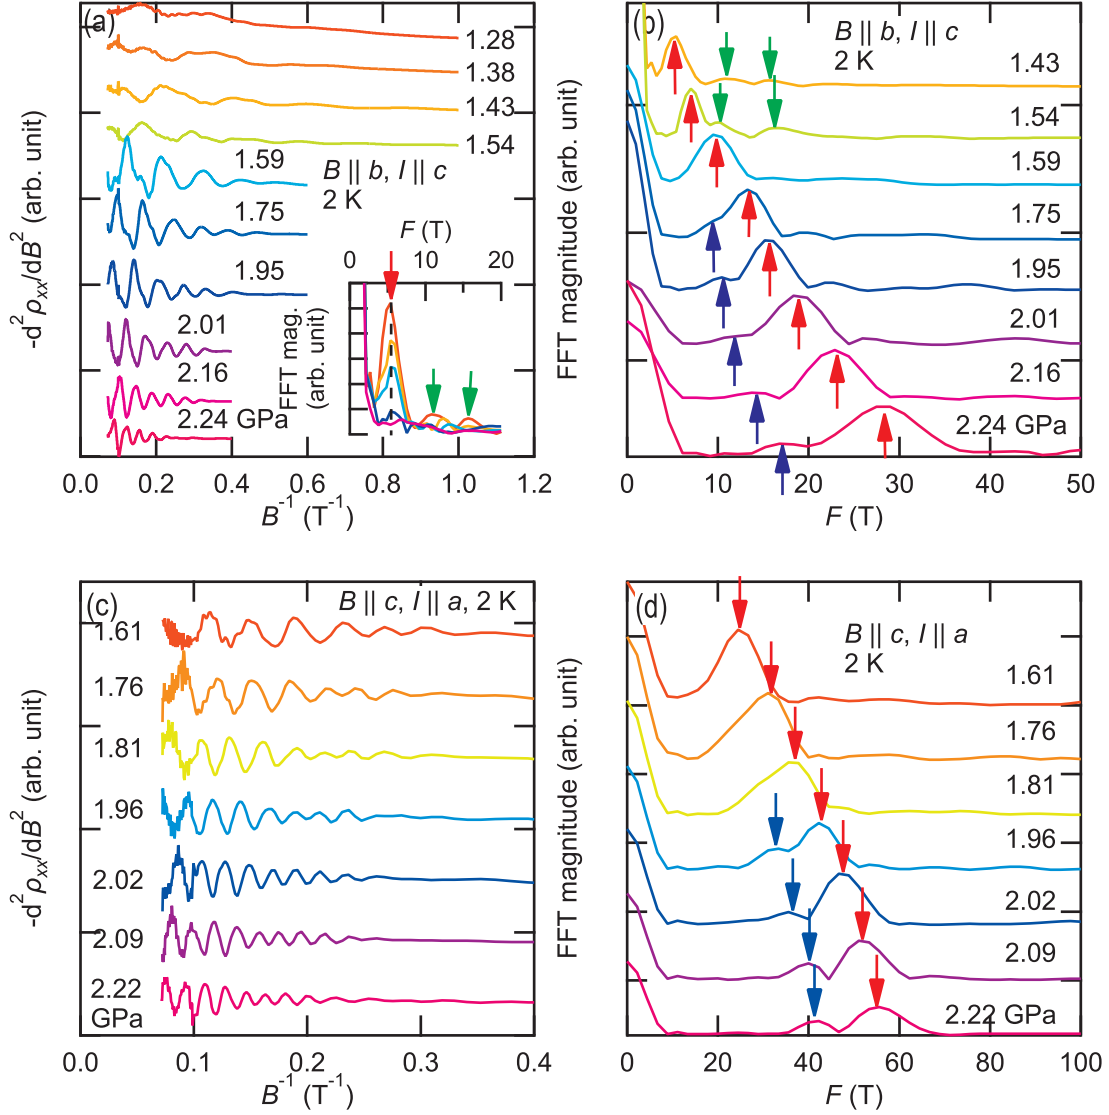 (a)
1.28
1.38
1.43
1.54
1.59
B || b, I || c
2 K
1.75
1.95
2.01
2.16
2.24 GPa
F (T)
0 10 20
FFT mag.
(arb. unit)
-d² ρxx/dB² (arb. unit)
0.0 0.2 0.4 0.6 0.8 1.0 1.2
B⁻¹ (T⁻¹)
(b)
B || b, I || c
2 K
1.43
1.54
1.59
1.75
1.95
2.01
2.16
2.24 GPa
FFT magnitude (arb. unit)
0 10 20 30 40 50
F (T)
(c)
B || c, I || a, 2 K
1.61
1.76
1.81
1.96
2.02
2.09
2.22
GPa
-d² ρxx/dB² (arb. unit)
0.0 0.1 0.2 0.3 0.4
B⁻¹ (T⁻¹)
(d)
B || c, I || a
2 K
1.61
1.76
1.81
1.96
2.02
2.09
2.22 GPa
FFT magnitude (arb. unit)
0 20 40 60 80 100
F (T)